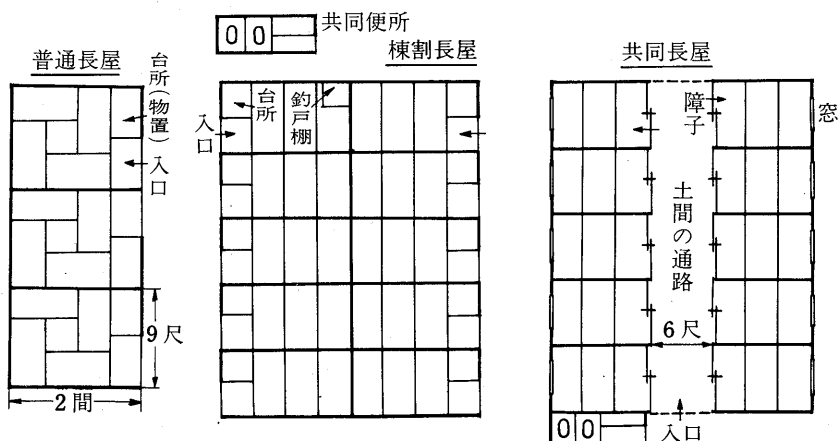 共同便所
普通長屋
台所(物置)
入口
9尺
2間
棟割長屋
台所
釣戸棚
入口
共同長屋
障子
窓
土間の通路
6尺
入口